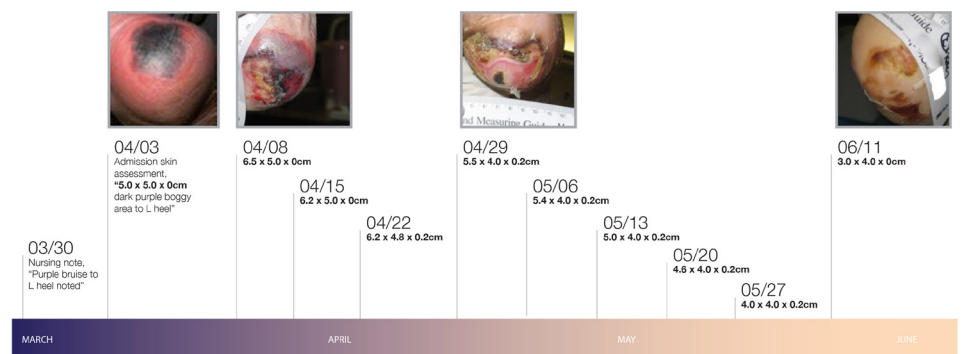 04/03
Admission skin
assessment,
“5.0 x 5.0 x 0cm
dark purple boggy
area to L heel”
04/08
6.5 x 5.0 x 0cm
04/29
5.5 x 4.0 x 0.2cm
nd Measuring Guide
06/11
3.0 x 4.0 x 0cm
04/15
6.2 x 5.0 x 0cm
05/06
5.4 x 4.0 x 0.2cm
04/22
6.2 x 4.8 x 0.2cm
05/13
5.0 x 4.0 x 0.2cm
03/30
Nursing note,
“Purple bruise to
L heel noted”
05/20
4.6 x 4.0 x 0.2cm
05/27
4.0 x 4.0 x 0.2cm
MARCH
APRIL
MAY
JUNE